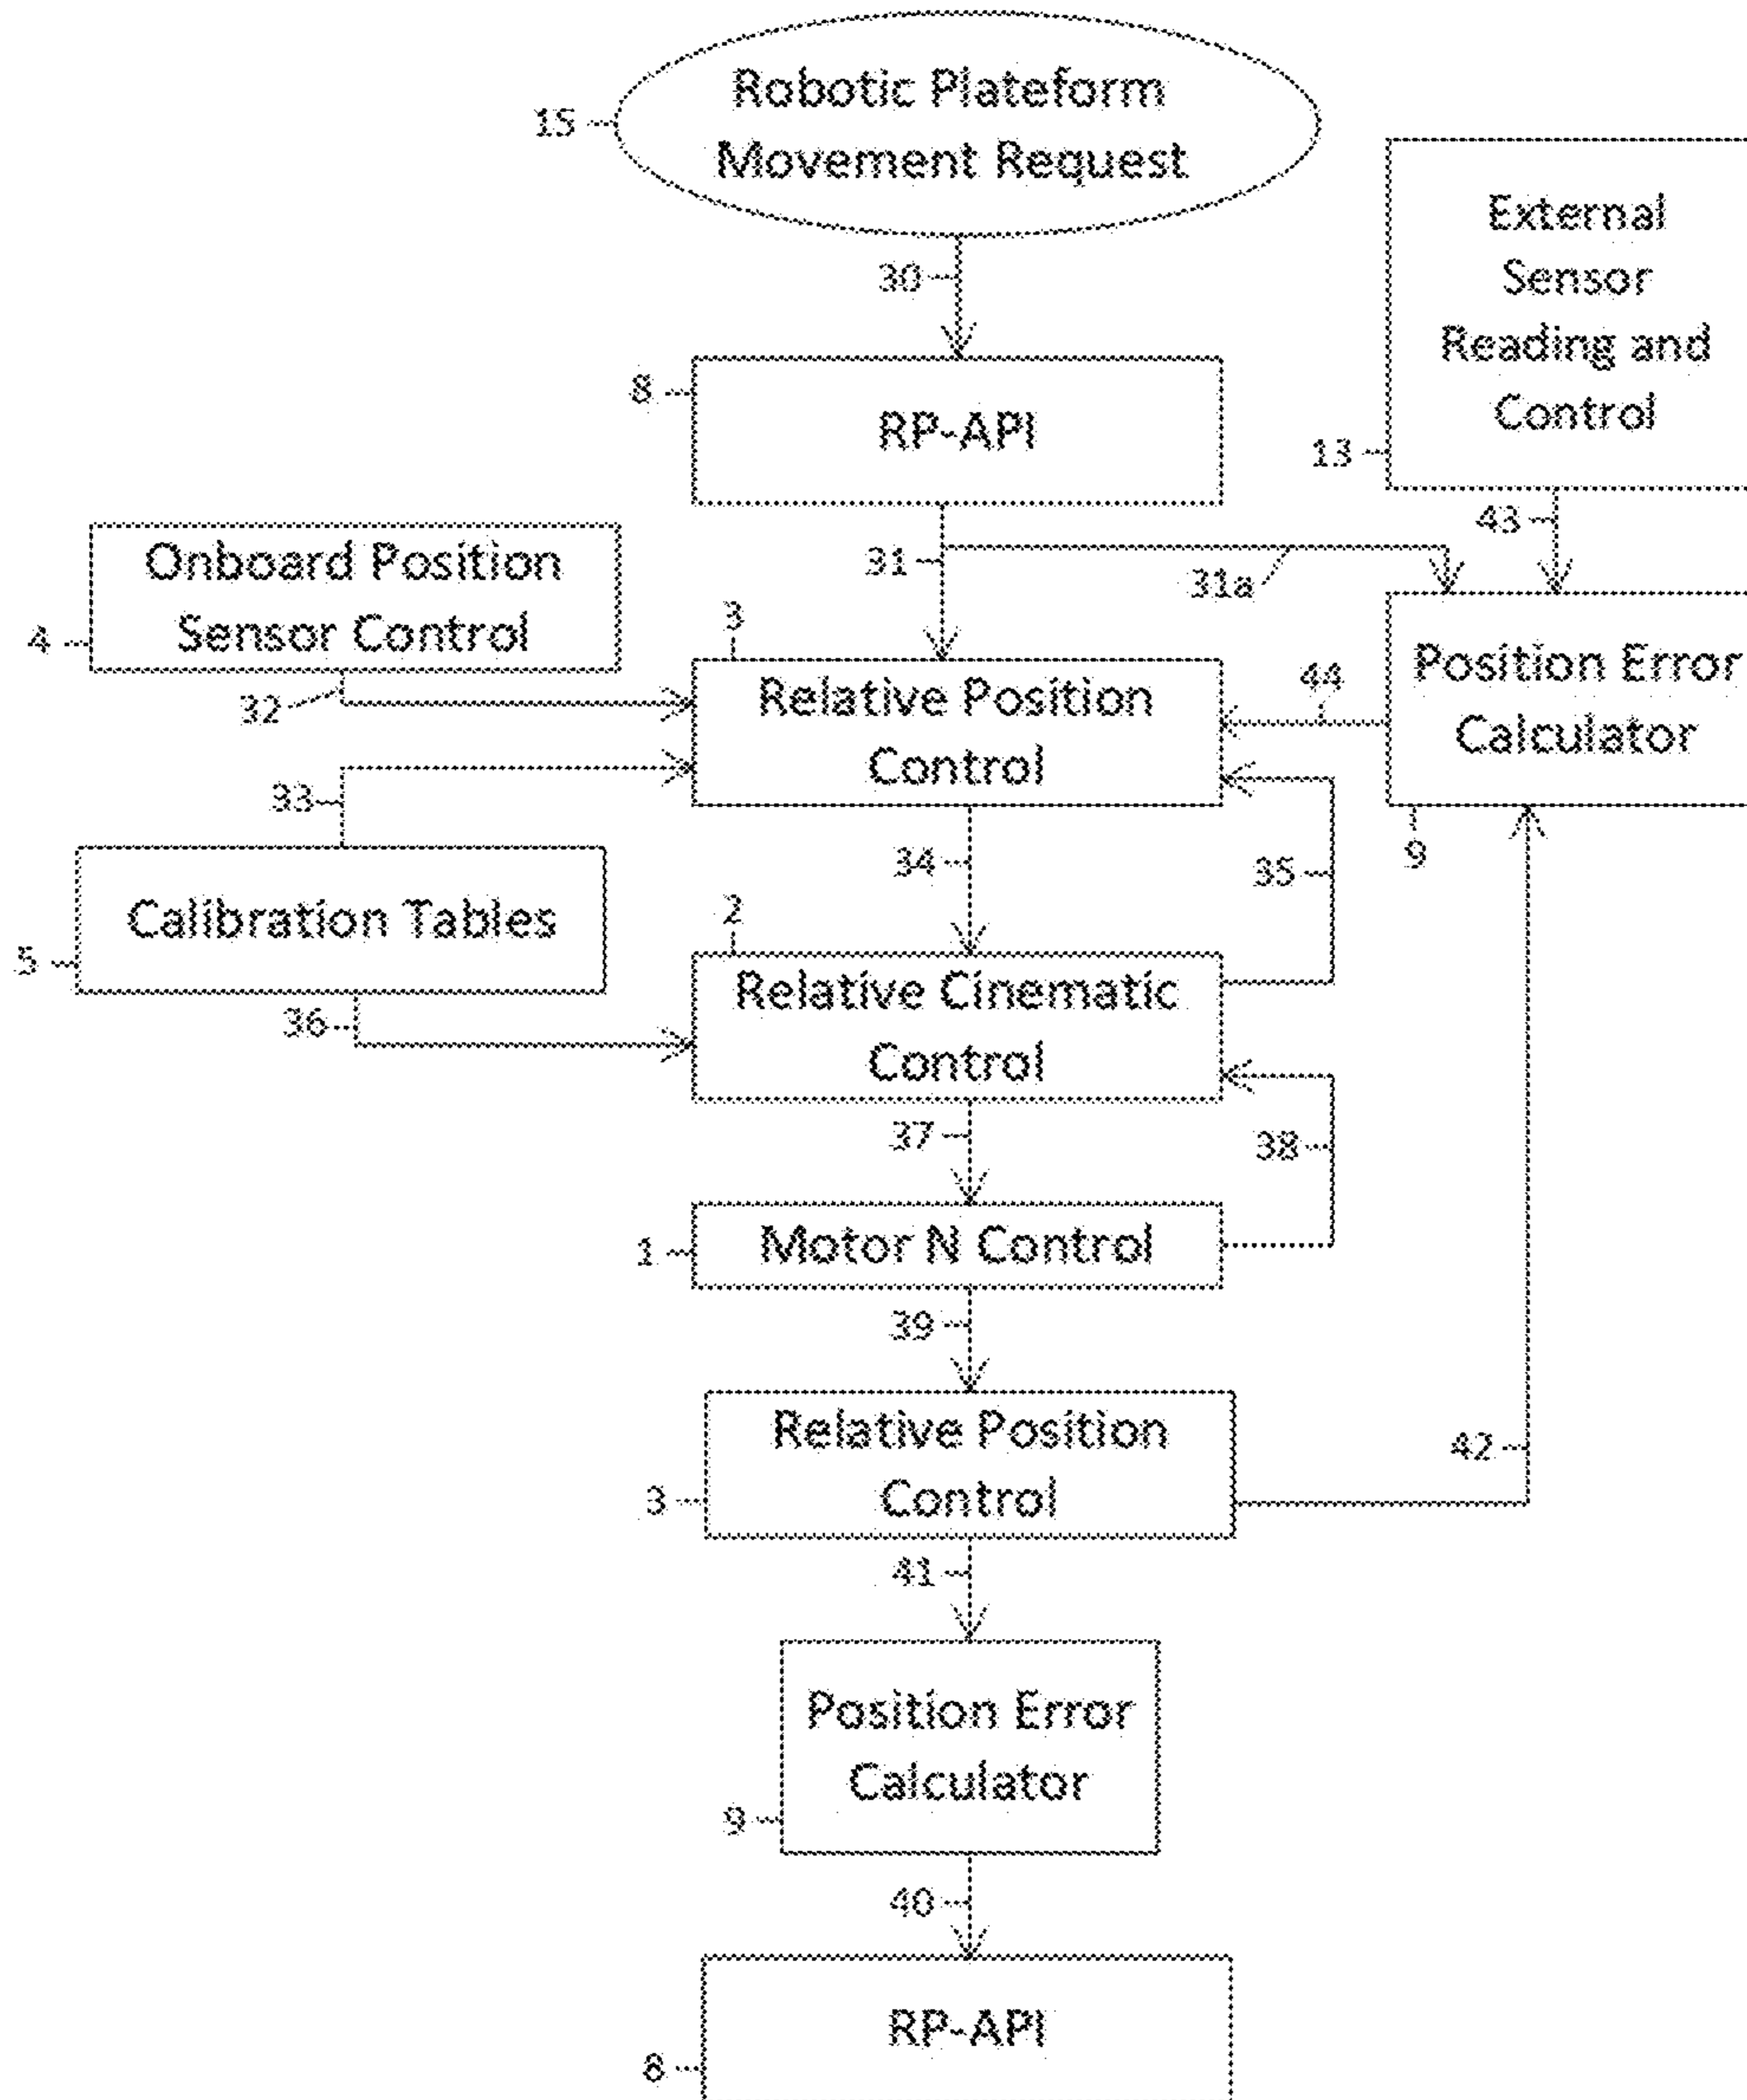 Robotic Plateform
Movement Request
15
30
External
Sensor
Reading and
Control
13
8
RP-API
43
Onboard Position
Sensor Control
4
31
31a
32
3
Relative Position
Control
44
Position Error
Calculator
9
33
34
35
Calibration Tables
5
2
Relative Cinematic
Control
36
37
38
1
Motor N Control
39
Relative Position
Control
3
42
41
Position Error
Calculator
9
40
RP-API
8